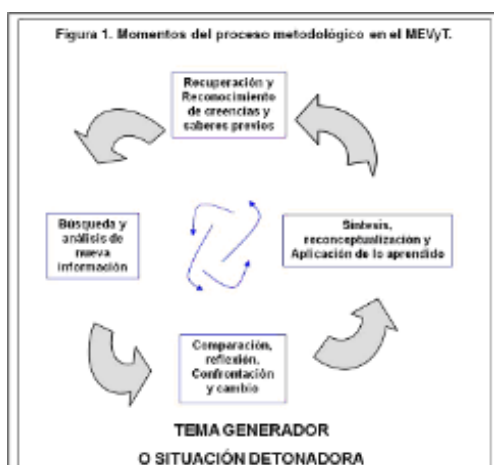 Figura 1. Momentos del proceso metodológico en el MEVyT.
Recuperación y
Reconocimiento
de creencias y
saberes previos
Búsqueda y
análisis de
nueva
información
Síntesis,
reconceptualización y
Aplicación de lo aprendido
Comparación,
reflexión,
Confrontación
y cambio
TEMA GENERADOR
O SITUACIÓN DETONADORA